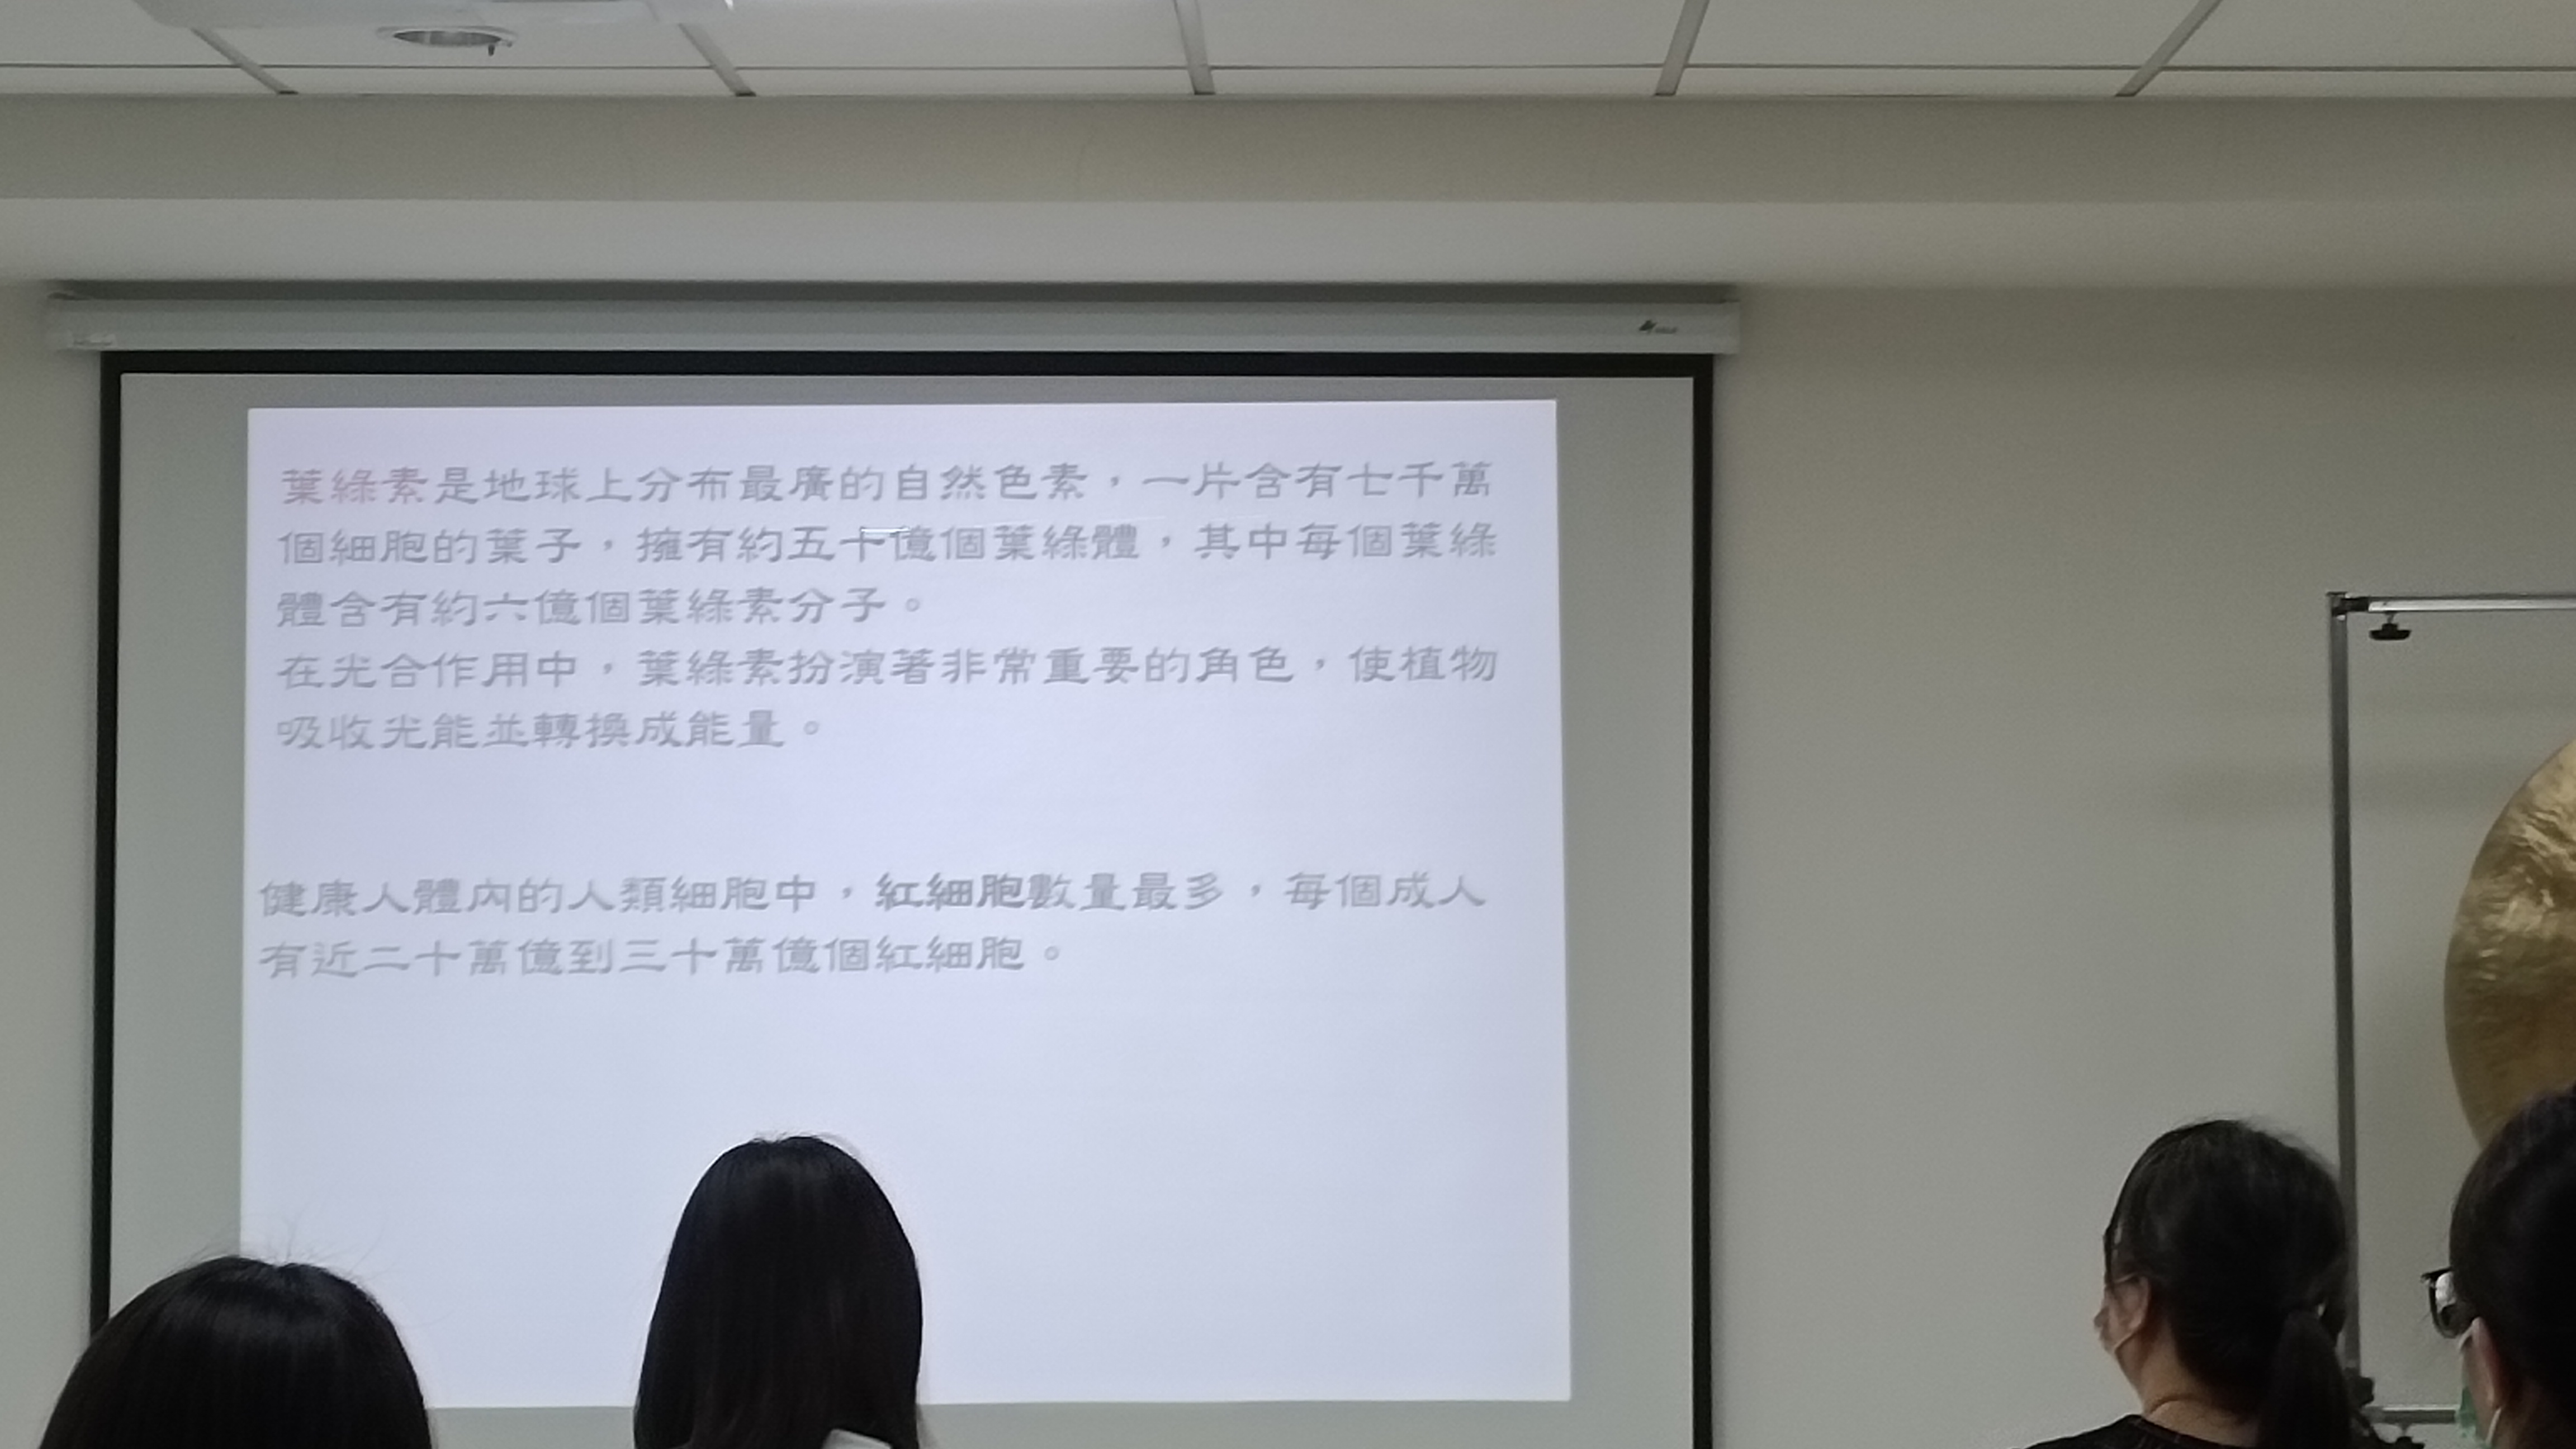 葉綠素是地球上分布最廣的自然色素，一片含有七千萬
個細胞的葉子，擁有約五十億個葉綠體，其中每個葉綠
體含有約六億個葉綠素分子。
在光合作用中，葉綠素扮演著非常重要的角色，使植物
吸收光能並轉換成能量。
健康人體內的人類細胞中，紅細胞數量最多，每個成人
有近二十萬億到三十萬億個紅細胞。